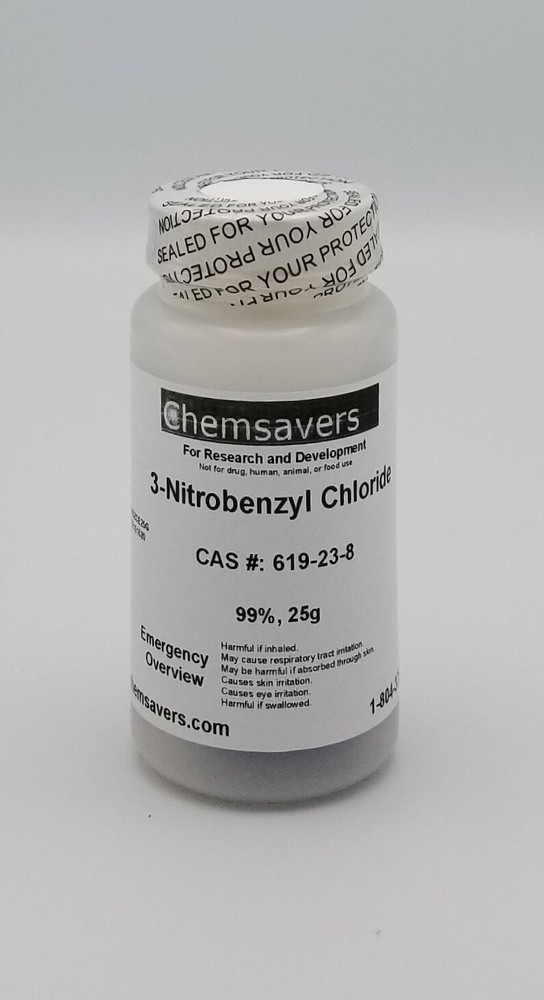 SEALED FOR YOUR PROTECTION
SEALED FOR YOUR PROTECTION
Chemsavers
For Research and Development
Not for drug, human, animal, or food use
3-Nitrobenzyl Chloride
CAS #: 619-23-8
99%, 25g
Emergency
Overview
Harmful if inhaled.
May cause respiratory tract irritation.
May be harmful if absorbed through skin.
Causes skin irritation.
Causes eye irritation.
Harmful if swallowed.
hemsavers.com
1-804-